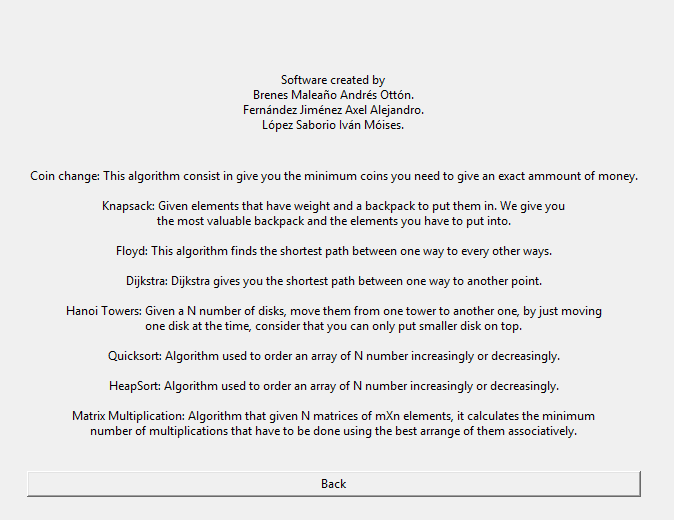 Software created by
Brenes Maleaño Andrés Ottón.
Fernández Jiménez Axel Alejandro.
López Saborio Iván Móises.
Coin change: This algorithm consist in give you the minimum coins you need to give an exact ammount of money.
Knapsack: Given elements that have weight and a backpack to put them in. We give you
the most valuable backpack and the elements you have to put into.
Floyd: This algorithm finds the shortest path between one way to every other ways.
Dijkstra: Dijkstra gives you the shortest path between one way to another point.
Hanoi Towers: Given a N number of disks, move them from one tower to another one, by just moving
one disk at the time, consider that you can only put smaller disk on top.
Quicksort: Algorithm used to order an array of N number increasingly or decreasingly.
HeapSort: Algorithm used to order an array of N number increasingly or decreasingly.
Matrix Multiplication: Algorithm that given N matrices of mXn elements, it calculates the minimum
number of multiplications that have to be done using the best arrange of them associatively.
Back